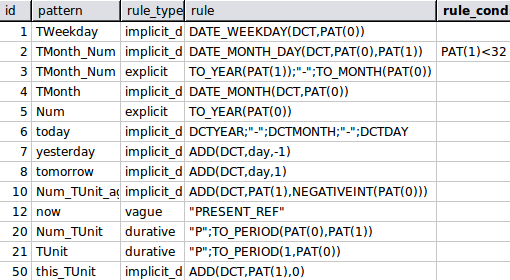 id pattern rule_type rule rule_cond
1 TWeekday implicit_d DATE_WEEKDAY(DCT,PAT(0))
2 TMonth_Num implicit_d DATE_MONTH_DAY(DCT,PAT(0),PAT(1)) PAT(1)<32
3 TMonth_Num explicit TO_YEAR(PAT(1));"-";TO_MONTH(PAT(0))
4 TMonth implicit_d DATE_MONTH(DCT,PAT(0))
5 Num explicit TO_YEAR(PAT(0))
6 today implicit_d DCTYEAR;"-";DCTMONTH;"-";DCTDAY
7 yesterday implicit_d ADD(DCT,day,-1)
8 tomorrow implicit_d ADD(DCT,day,1)
10 Num_TUnit_ag implicit_d ADD(DCT,PAT(1),NEGATIVEINT(PAT(0)))
12 now vague "PRESENT_REF"
20 Num_TUnit durative "P";TO_PERIOD(PAT(0),PAT(1))
21 TUnit durative "P";TO_PERIOD(1,PAT(0))
50 this_TUnit implicit_d ADD(DCT,PAT(1),0)